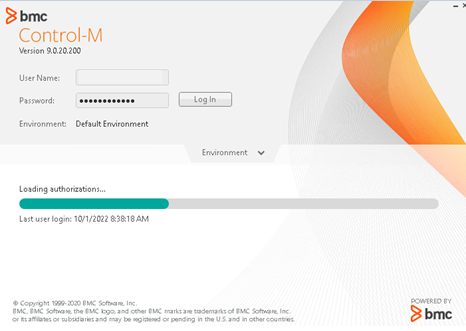 bmc
Control-M
Version 9.0.20.200
User Name:
Password: ●●●●●●●●●●●● Log In
Environment: Default Environment
Environment
Loading authorizations...
Last user login: 10/1/2022 8:38:18 AM
© Copyright 1999-2020 BMC Software, Inc.
BMC, BMC Software, the BMC logo, and other BMC marks are trademarks of BMC Software, Inc.
or its affiliates or subsidiaries and may be registered or pending in the U.S. and in other countries.
POWERED BY
bmc